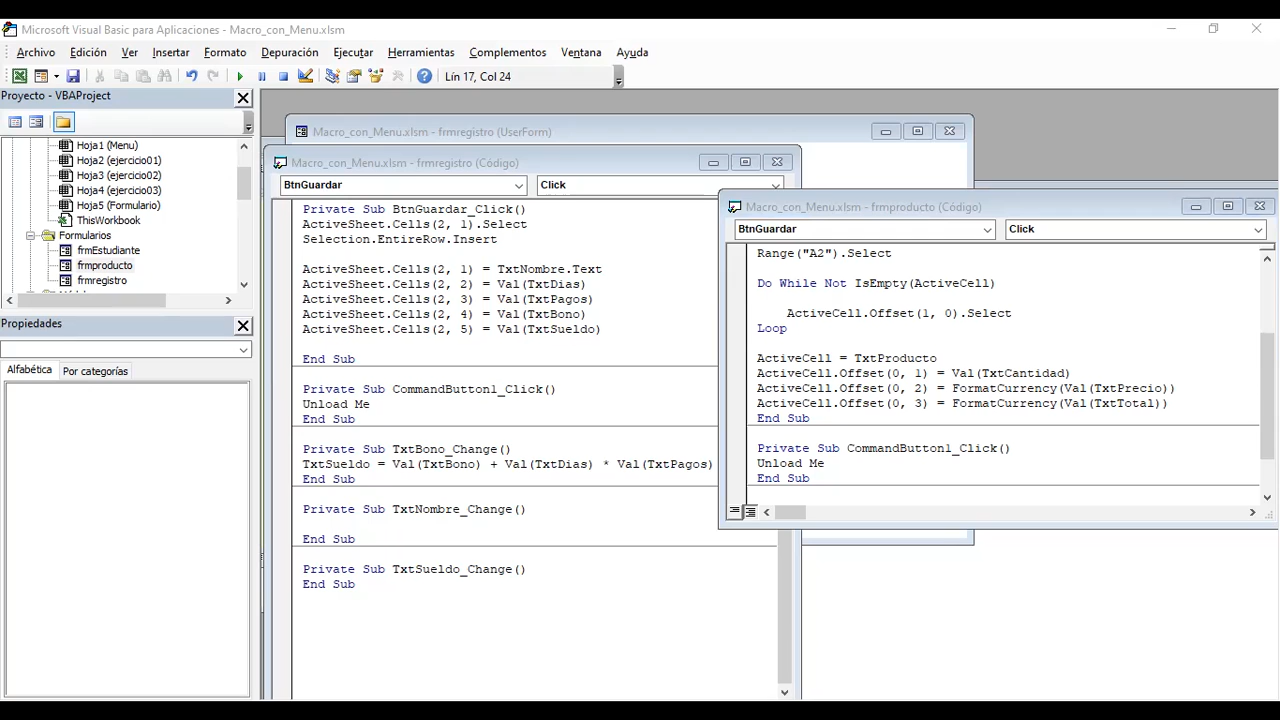 Microsoft Visual Basic para Aplicaciones - Macro_con_Menu.xlsm
Archivo Edición Ver Insertar Formato Depuración Ejecutar Herramientas Complementos Ventana Ayuda
Lín 17, Col 24
Proyecto - VBAProject
Hoja1 (Menu)
Hoja2 (ejercicio01)
Hoja3 (ejercicio02)
Hoja4 (ejercicio03)
Hoja5 (Formulario)
ThisWorkbook
Formularios
frmEstudiante
frmproducto
frmregistro
Propiedades
Alfabética Por categorías
Macro_con_Menu.xlsm - frmregistro (UserForm)
Macro_con_Menu.xlsm - frmregistro (Código)
BtnGuardar Click
Private Sub BtnGuardar_Click()
ActiveSheet.Cells(2, 1).Select
Selection.EntireRow.Insert
ActiveSheet.Cells(2, 1) = TxtNombre.Text
ActiveSheet.Cells(2, 2) = Val(TxtDias)
ActiveSheet.Cells(2, 3) = Val(TxtPagos)
ActiveSheet.Cells(2, 4) = Val(TxtBono)
ActiveSheet.Cells(2, 5) = Val(TxtSueldo)
End Sub
Private Sub CommandButton1_Click()
Unload Me
End Sub
Private Sub TxtBono_Change()
TxtSueldo = Val(TxtBono) + Val(TxtDias) * Val(TxtPagos)
End Sub
Private Sub TxtNombre_Change()
End Sub
Private Sub TxtSueldo_Change()
End Sub
Macro_con_Menu.xlsm - frmproducto (Código)
BtnGuardar Click
Range("A2").Select
Do While Not IsEmpty(ActiveCell)
ActiveCell.Offset(1, 0).Select
Loop
ActiveCell = TxtProducto
ActiveCell.Offset(0, 1) = Val(TxtCantidad)
ActiveCell.Offset(0, 2) = FormatCurrency(Val(TxtPrecio))
ActiveCell.Offset(0, 3) = FormatCurrency(Val(TxtTotal))
End Sub
Private Sub CommandButton1_Click()
Unload Me
End Sub